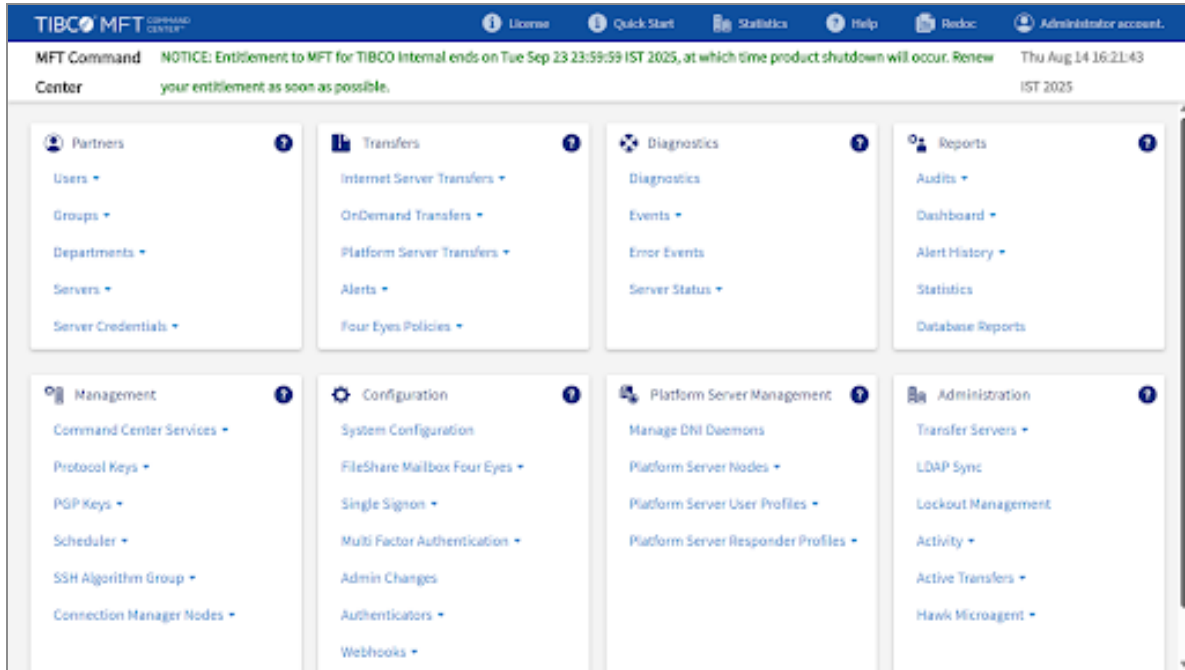 TIBCO MFT COMMAND CENTER™
License
Quick Start
Statistics
Help
Redoc
Administrator account.
MFT Command Center
NOTICE: Entitlement to MFT for TIBCO Internal ends on Tue Sep 23 23:59:59 IST 2025, at which time product shutdown will occur. Renew
your entitlement as soon as possible.
Thu Aug 14 16:21:43
IST 2025
Partners
Users
Groups
Departments
Servers
Server Credentials
Transfers
Internet Server Transfers
OnDemand Transfers
Platform Server Transfers
Alerts
Four Eyes Policies
Diagnostics
Diagnostics
Events
Error Events
Server Status
Reports
Audits
Dashboard
Alert History
Statistics
Database Reports
Management
Command Center Services
Protocol Keys
PGP Keys
Scheduler
SSH Algorithm Group
Connection Manager Nodes
Configuration
System Configuration
FileShare Mailbox Four Eyes
Single Signon
Multi Factor Authentication
Admin Changes
Authenticators
Webhooks
Platform Server Management
Manage DNI Daemons
Platform Server Nodes
Platform Server User Profiles
Platform Server Responder Profiles
Administration
Transfer Servers
LDAP Sync
Lockout Management
Activity
Active Transfers
Hawk Microagent